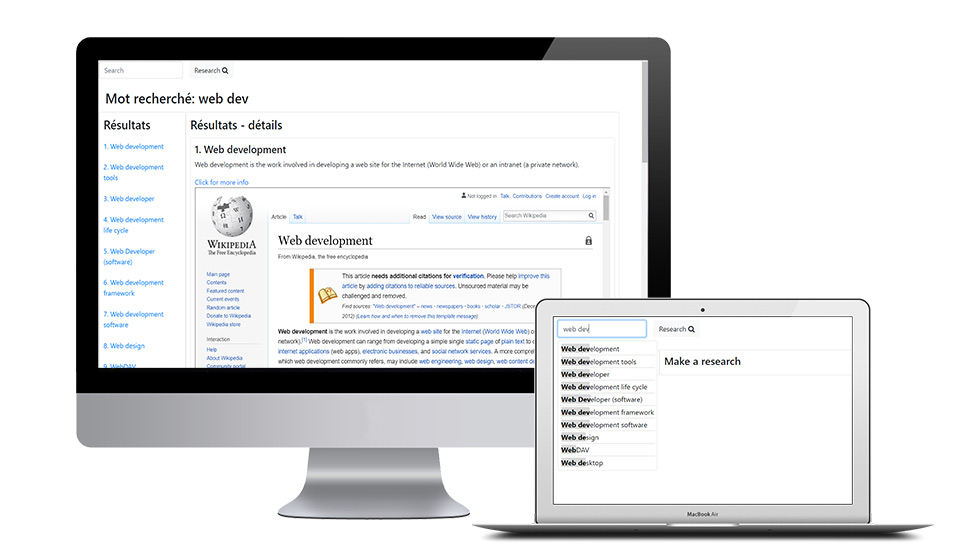 Search
Research
Mot recherché: web dev
Résultats
1. Web development
2. Web development
tools
3. Web developer
4. Web development
life cycle
5. Web Developer
(software)
6. Web development
framework
7. Web development
software
8. Web design
9. WebDAV
Résultats - détails
1. Web development
Web development is the work involved in developing a web site for the Internet (World Wide Web) or an intranet (a private network).
Click for more info
WIKIPEDIA
The Free Encyclopedia
Main page
Contents
Featured content
Current events
Random article
Donate to Wikipedia
Wikipedia store
Interaction
Help
About Wikipedia
Community portal
Not logged in Talk Contributions Create account Log in
Article Talk Read View source View history Search Wikipedia
Web development
From Wikipedia, the free encyclopedia
This article needs additional citations for verification. Please help improve this
article by adding citations to reliable sources. Unsourced material may be
challenged and removed.
Find sources: "Web development" - news · newspapers · books · scholar · JSTOR (Dec
2012) (Learn how and when to remove this template message)
Web development is the work involved in developing a web site for the Internet (World Wide Web) o
network).[1] Web development can range from developing a simple single static page of plain text to c
internet applications (web apps), electronic businesses, and social network services. A more compre
which web development commonly refers, may include web engineering, web design, web content de
web dev
Research
Web development
Web development tools
Web developer
Web development life cycle
Web Developer (software)
Web development framework
Web development software
Web design
WebDAV
Web desktop
Make a research
MacBook Air